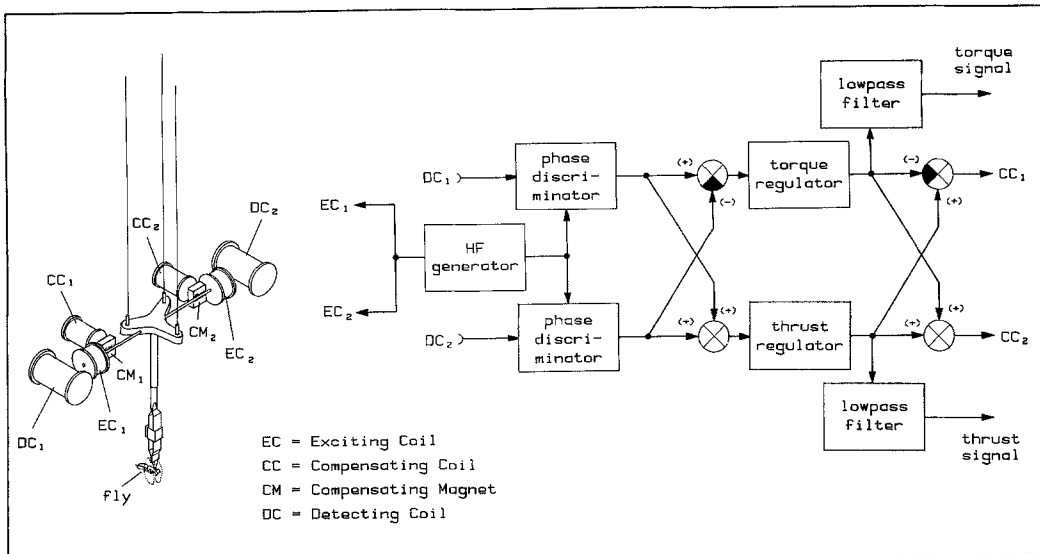 CC₂
DC₂
CC₁
CM₂
EC₂
CM₁
EC₁
DC₁
fly
EC = Exciting Coil
CC = Compensating Coil
CM = Compensating Magnet
DC = Detecting Coil
EC₁
EC₂
HF
generator
DC₁
phase
discri-
minator
DC₂
phase
discri-
minator
(+)
(-)
(+)
(+)
torque
regulator
thrust
regulator
lowpass
filter
torque
signal
(-)
(+)
CC₁
(+)
(+)
CC₂
lowpass
filter
thrust
signal